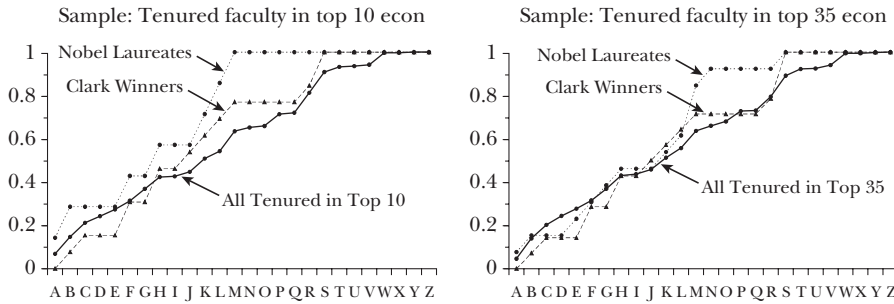 Sample: Tenured faculty in top 10 econ
Nobel Laureates
Clark Winners
All Tenured in Top 10
1
0.8
0.6
0.4
0.2
0
A B C D E F G H I J K L M N O P Q R S T U V W X Y Z
Sample: Tenured faculty in top 35 econ
Nobel Laureates
Clark Winners
All Tenured in Top 35
1
0.8
0.6
0.4
0.2
0
A B C D E F G H I J K L M N O P Q R S T U V W X Y Z